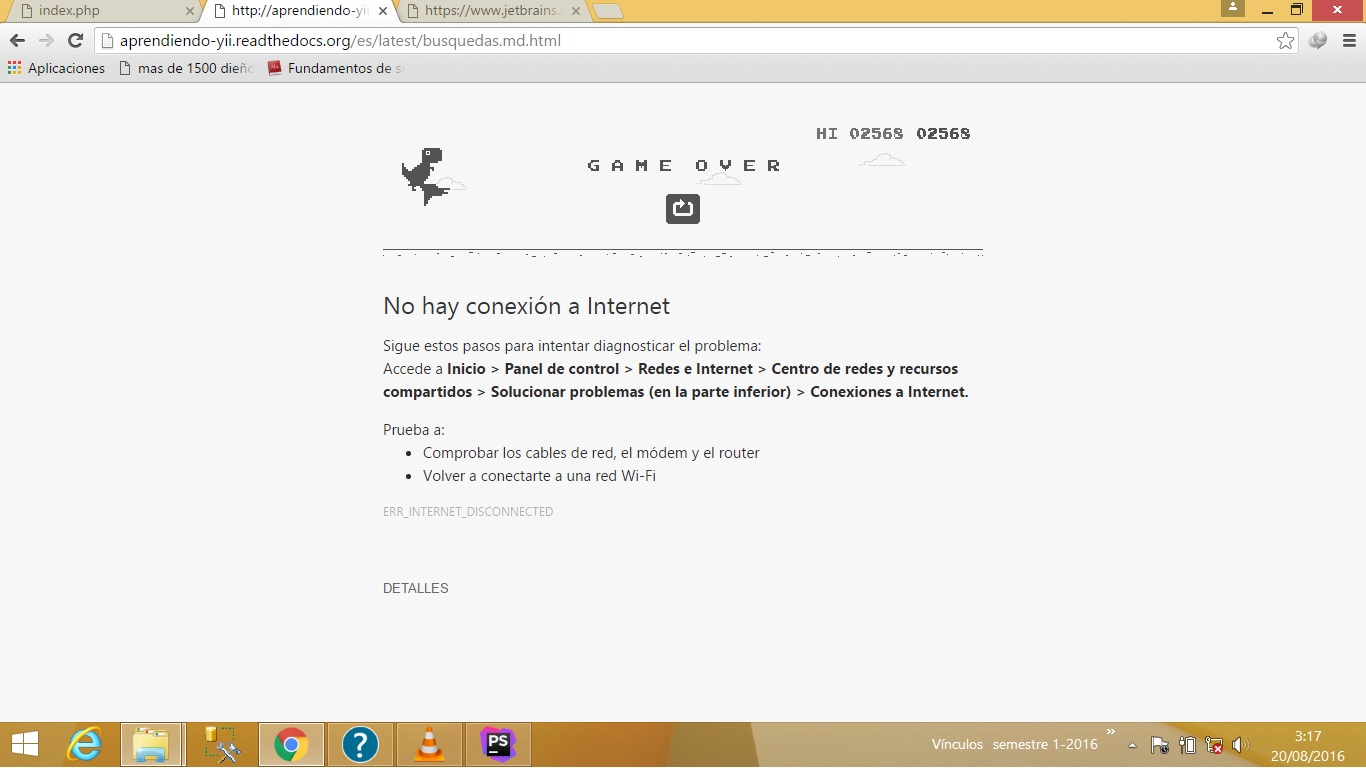 index.php
http://aprendiendo-yii
https://www.jetbrains.
aprendiendo-yii.readthedocs.org/es/latest/busquedas.md.html
Aplicaciones
mas de 1500 dieño
Fundamentos de s
HI 02568 02568
GAME OVER
No hay conexión a Internet
Sigue estos pasos para intentar diagnosticar el problema:
Accede a Inicio > Panel de control > Redes e Internet > Centro de redes y recursos
compartidos > Solucionar problemas (en la parte inferior) > Conexiones a Internet.
Prueba a:
• Comprobar los cables de red, el módem y el router
• Volver a conectarte a una red Wi-Fi
ERR_INTERNET_DISCONNECTED
DETALLES
PS
Vínculos semestre 1-2016 »
3:17
20/08/2016